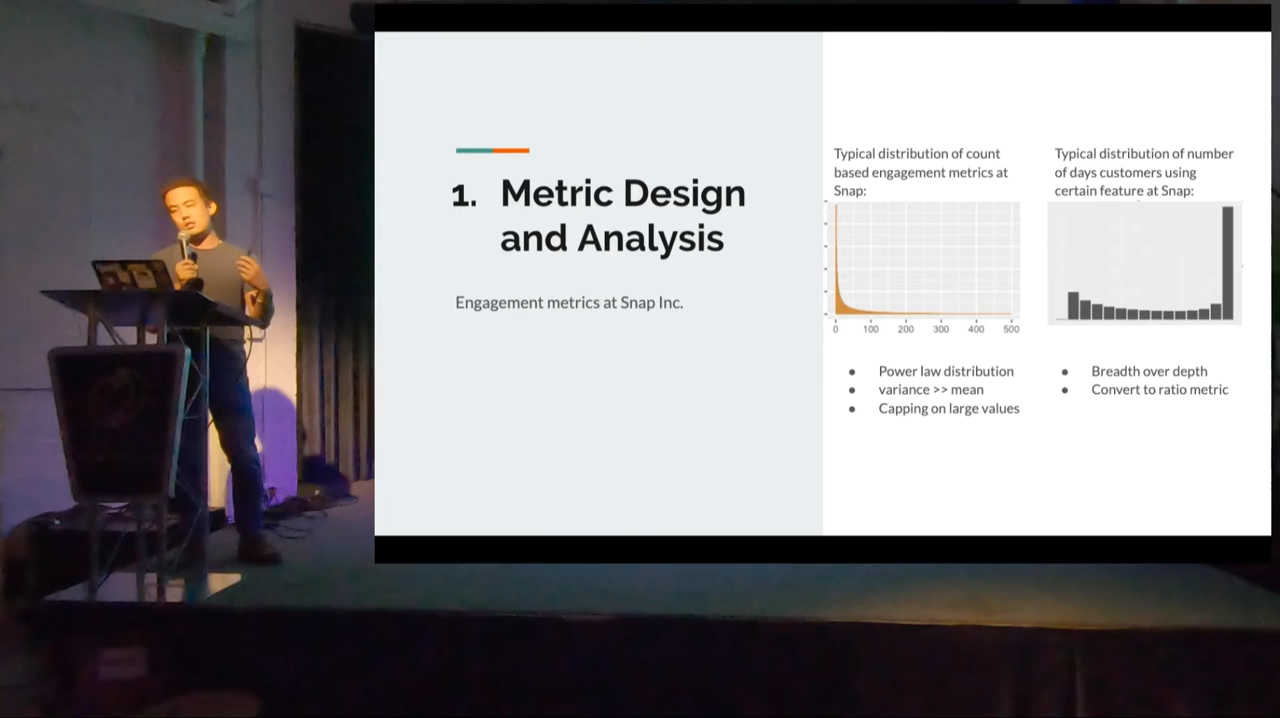 1. Metric Design
and Analysis
Engagement metrics at Snap Inc.
Typical distribution of count
based engagement metrics at
Snap:
0 100 200 300 400 500
● Power law distribution
● variance >> mean
● Capping on large values
Typical distribution of number
of days customers using
certain feature at Snap:
● Breadth over depth
● Convert to ratio metric